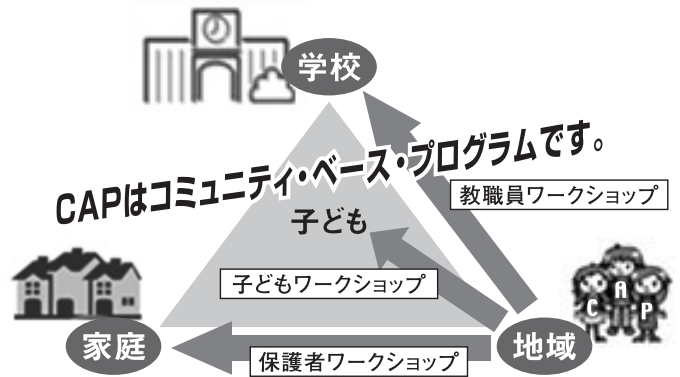 学校
CAPはコミュニティ・ベース・プログラムです。
教職員ワークショップ
子ども
子どもワークショップ
C A P
家庭
地域
保護者ワークショップ